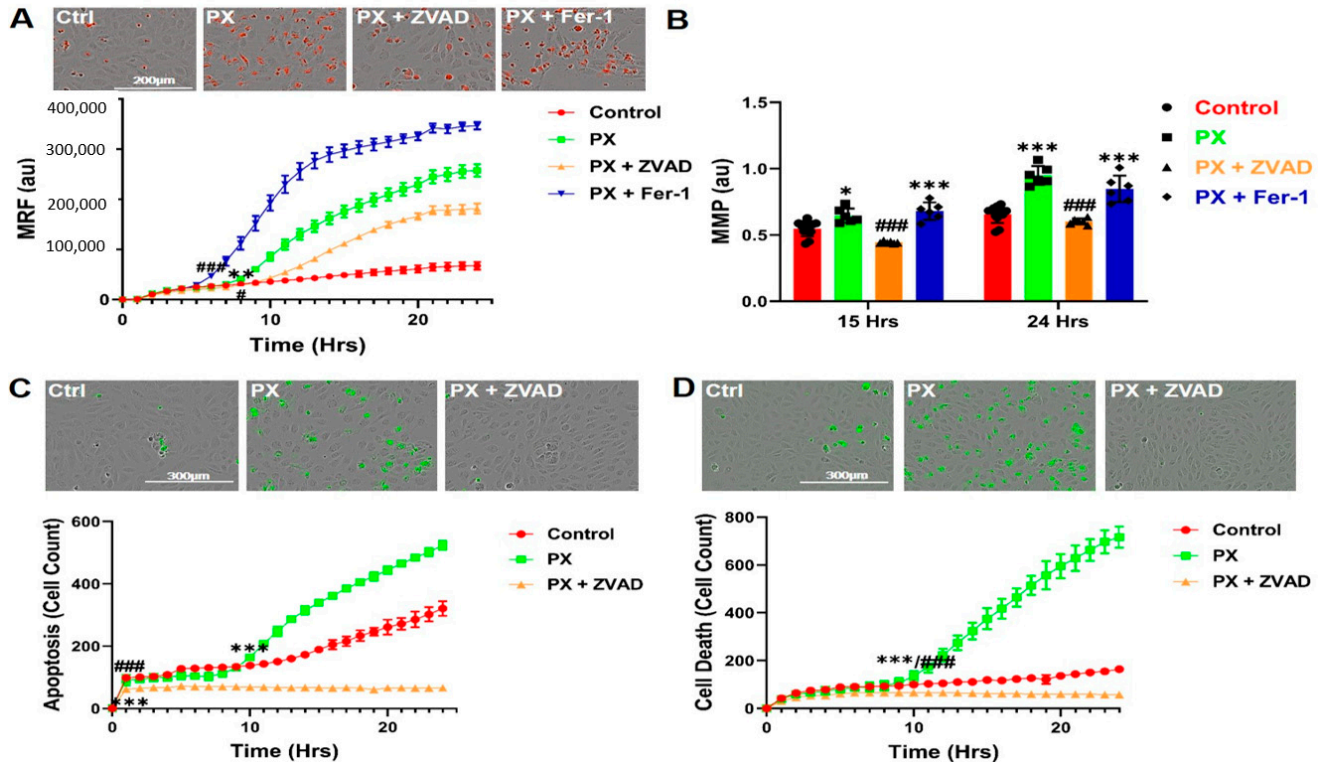 A
Ctrl
PX
PX + ZVAD
PX + Fer-1
200µm
MRF (au)
400,000
300,000
200,000
100,000
0
###
**
#
0
10
20
Time (Hrs)
Control
PX
PX + ZVAD
PX + Fer-1
B
MMP (au)
1.5
1.0
0.5
0.0
*
###
***
***
###
***
15 Hrs
24 Hrs
Control
PX
PX + ZVAD
PX + Fer-1
C
Ctrl
PX
PX + ZVAD
300µm
Apoptosis (Cell Count)
600
400
200
0
###
***
***
0
10
20
Time (Hrs)
Control
PX
PX + ZVAD
D
Ctrl
PX
PX + ZVAD
300µm
Cell Death (Cell Count)
800
600
400
200
0
***/###
0
10
20
Time (Hrs)
Control
PX
PX + ZVAD